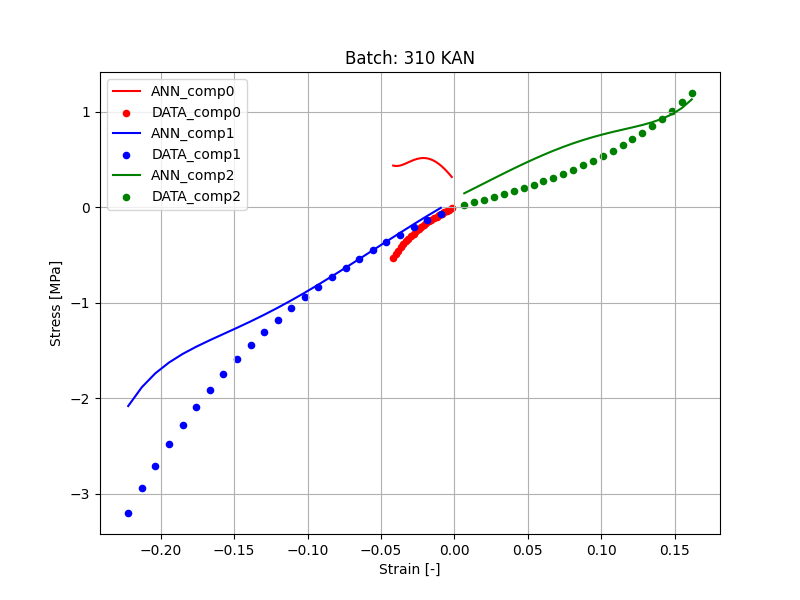 Batch: 310 KAN
ANN_comp0
DATA_comp0
ANN_comp1
DATA_comp1
ANN_comp2
DATA_comp2
Stress [MPa]
1
0
−1
−2
−3
−0.20 −0.15 −0.10 −0.05 0.00 0.05 0.10 0.15
Strain [-]